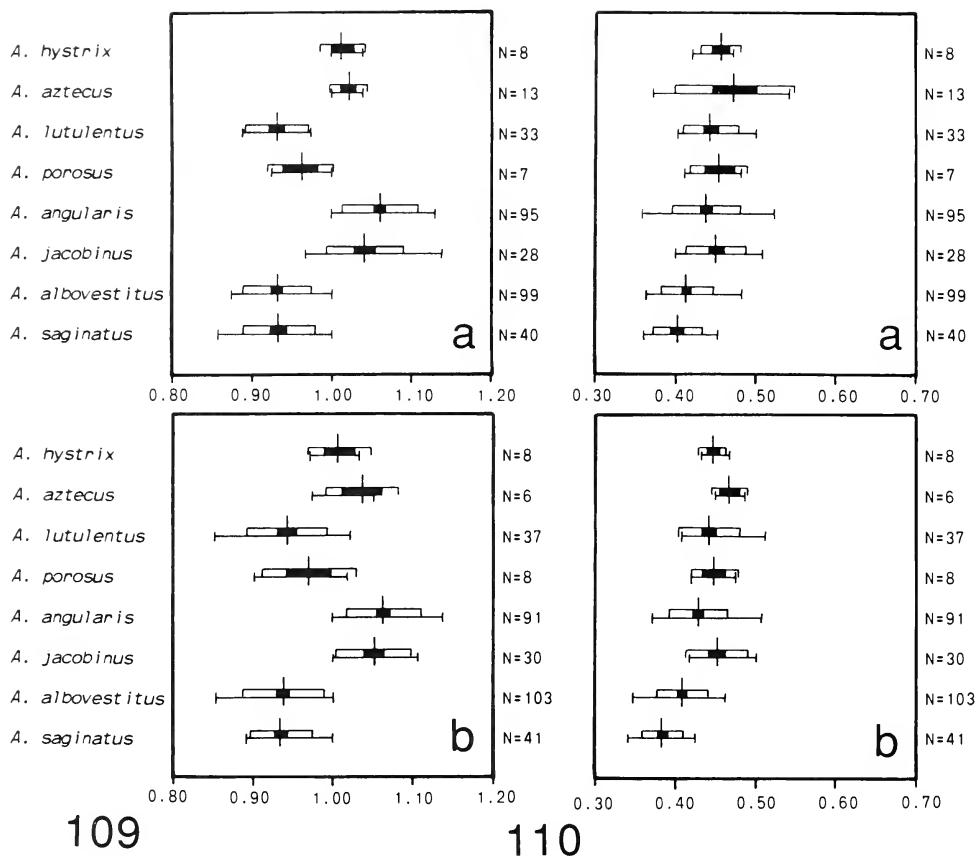 A. hystrix N=8 N=8
A. aztecus N=13 N=13
A. lutulentus N=33 N=33
A. porosus N=7 N=7
A. angularis N=95 N=95
A. jacobinus N=28 N=28
A. albovestitus N=99 N=99
A. saginatus a N=40 a N=40
0.80 0.90 1.00 1.10 1.20 0.30 0.40 0.50 0.60 0.70
A. hystrix N=8 N=8
A. aztecus N=6 N=6
A. lutulentus N=37 N=37
A. porosus N=8 N=8
A. angularis N=91 N=91
A. jacobinus N=30 N=30
A. albovestitus N=103 N=103
A. saginatus b N=41 b N=41
0.80 0.90 1.00 1.10 1.20 0.30 0.40 0.50 0.60 0.70
109 110